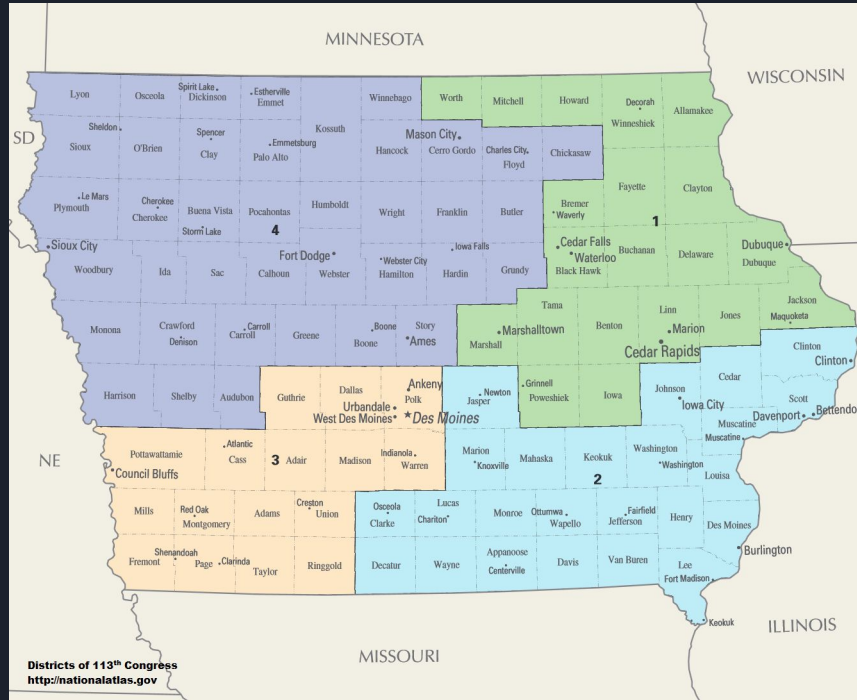 MINNESOTA
WISCONSIN
SD
Lyon
Osceola
Spirit Lake
Dickinson
Estherville
Emmet
Winnebago
Worth
Mitchell
Howard
Decorah
Winneshiek
Allamakee
Sheldon
Sioux
O'Brien
Spencer
Clay
Emmetsburg
Palo Alto
Kossuth
Hancock
Mason City
Cerro Gordo
Charles City
Floyd
Chickasaw
Fayette
Clayton
Le Mars
Plymouth
Cherokee
Cherokee
Buena Vista
Storm Lake
Pocahontas
4
Humboldt
Wright
Franklin
Butler
Bremer
Waverly
1
Sioux City
Woodbury
Ida
Sac
Calhoun
Fort Dodge
Webster
Webster City
Hamilton
Iowa Falls
Hardin
Grundy
Cedar Falls
Waterloo
Black Hawk
Buchanan
Delaware
Dubuque
Dubuque
Monona
Crawford
Denison
Carroll
Carroll
Greene
Boone
Boone
Story
Ames
Marshalltown
Marshall
Tama
Benton
Linn
Marion
Cedar Rapids
Jones
Jackson
Maquoketa
Harrison
Shelby
Audubon
Guthrie
Dallas
Ankeny
Polk
Urbandale
West Des Moines
Des Moines
Newton
Jasper
Grinnell
Poweshiek
Iowa
Johnson
Iowa City
Cedar
Clinton
Clinton
Scott
Davenport
Bettendo
Muscatine
Muscatine
NE
Pottawattamie
Council Bluffs
Atlantic
Cass
3
Adair
Madison
Indianola
Warren
Marion
Knoxville
Mahaska
Keokuk
2
Washington
Washington
Louisa
Mills
Red Oak
Montgomery
Adams
Creston
Union
Osceola
Clarke
Lucas
Chariton
Monroe
Ottumwa
Wapello
Fairfield
Jefferson
Henry
Des Moines
Burlington
Fremont
Shenandoah
Page
Clarinda
Taylor
Ringgold
Decatur
Wayne
Appanoose
Centerville
Davis
Van Buren
Lee
Fort Madison
Keokuk
ILLINOIS
MISSOURI
Districts of 113th Congress
http://nationalatlas.gov